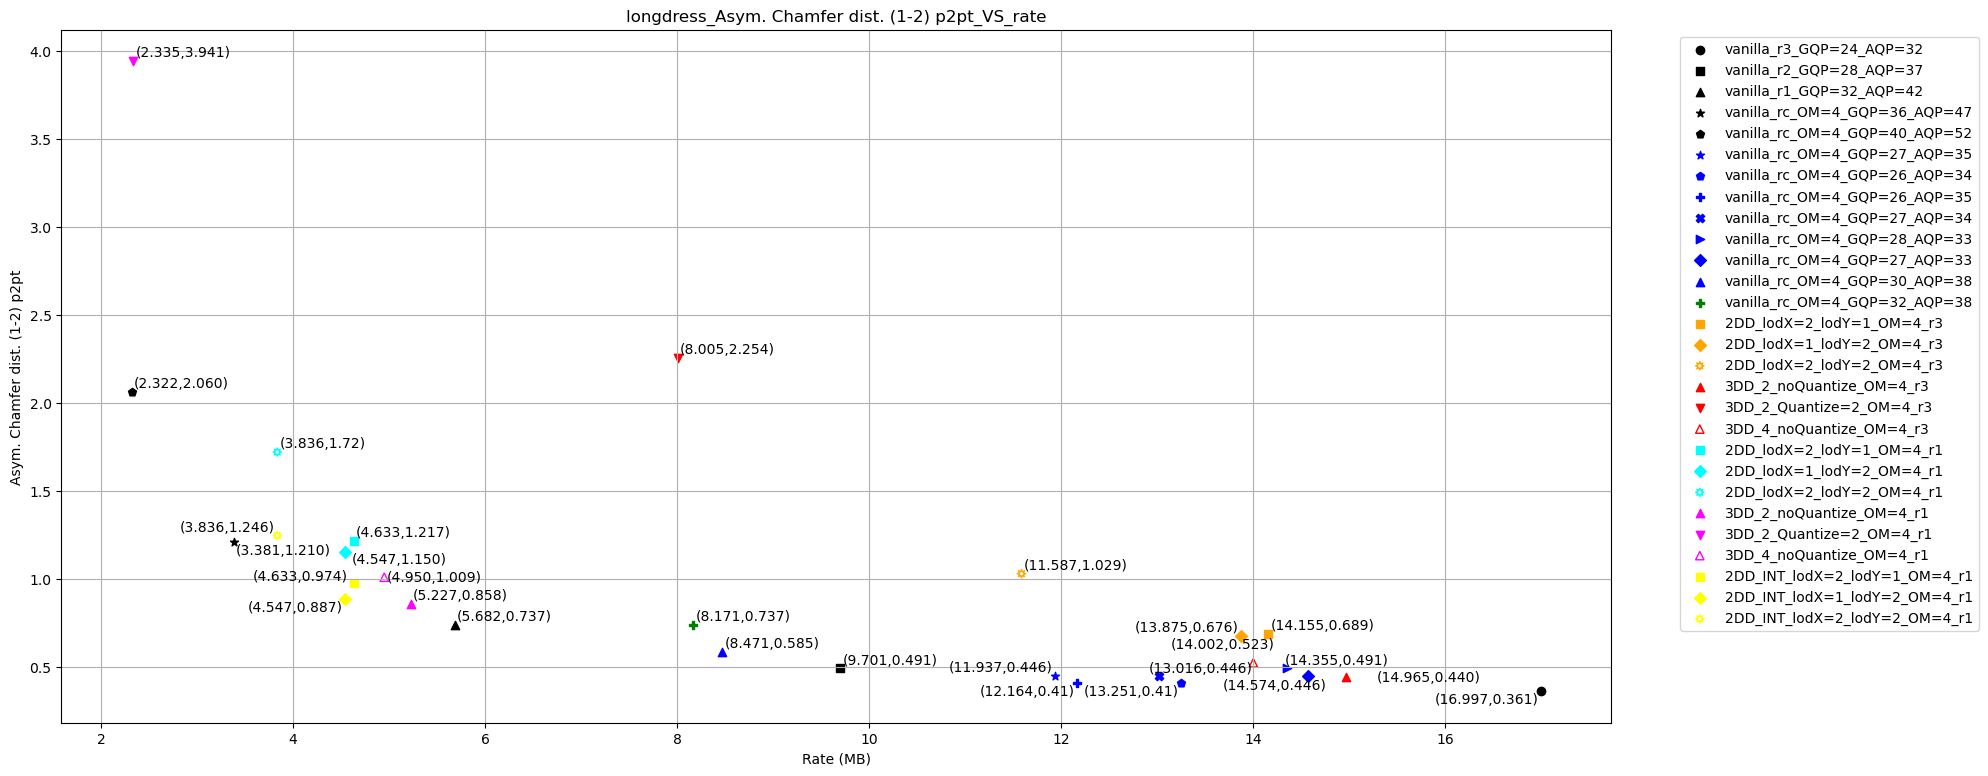 longdress_Asym. Chamfer dist. (1-2) p2pt_VS_rate
4.0
3.5
3.0
2.5
2.0
1.5
1.0
0.5
Asym. Chamfer dist. (1-2) p2pt
(2.335,3.941)
(8.005,2.254)
(2.322,2.060)
(3.836,1.72)
(3.836,1.246)
(3.381,1.210)
(4.633,1.217)
(4.547,1.150)
(4.633,0.974)
(4.950,1.009)
(4.547,0.887)
(5.227,0.858)
(5.682,0.737)
(11.587,1.029)
(8.171,0.737)
(8.471,0.585)
(9.701,0.491)
(13.875,0.676)
(14.155,0.689)
(14.002,0.523)
(11.937,0.446)
(13.016,0.446)
(14.355,0.491)
(12.164,0.41)
(13.251,0.41)
(14.574,0.446)
(14.965,0.440)
(16.997,0.361)
2
4
6
8
10
12
14
16
Rate (MB)
vanilla_r3_GQP=24_AQP=32
vanilla_r2_GQP=28_AQP=37
vanilla_r1_GQP=32_AQP=42
vanilla_rc_OM=4_GQP=36_AQP=47
vanilla_rc_OM=4_GQP=40_AQP=52
vanilla_rc_OM=4_GQP=27_AQP=35
vanilla_rc_OM=4_GQP=26_AQP=34
vanilla_rc_OM=4_GQP=26_AQP=35
vanilla_rc_OM=4_GQP=27_AQP=34
vanilla_rc_OM=4_GQP=28_AQP=33
vanilla_rc_OM=4_GQP=27_AQP=33
vanilla_rc_OM=4_GQP=30_AQP=38
vanilla_rc_OM=4_GQP=32_AQP=38
2DD_lodX=2_lodY=1_OM=4_r3
2DD_lodX=1_lodY=2_OM=4_r3
2DD_lodX=2_lodY=2_OM=4_r3
3DD_2_noQuantize_OM=4_r3
3DD_2_Quantize=2_OM=4_r3
3DD_4_noQuantize_OM=4_r3
2DD_lodX=2_lodY=1_OM=4_r1
2DD_lodX=1_lodY=2_OM=4_r1
2DD_lodX=2_lodY=2_OM=4_r1
3DD_2_noQuantize_OM=4_r1
3DD_2_Quantize=2_OM=4_r1
3DD_4_noQuantize_OM=4_r1
2DD_INT_lodX=2_lodY=1_OM=4_r1
2DD_INT_lodX=1_lodY=2_OM=4_r1
2DD_INT_lodX=2_lodY=2_OM=4_r1